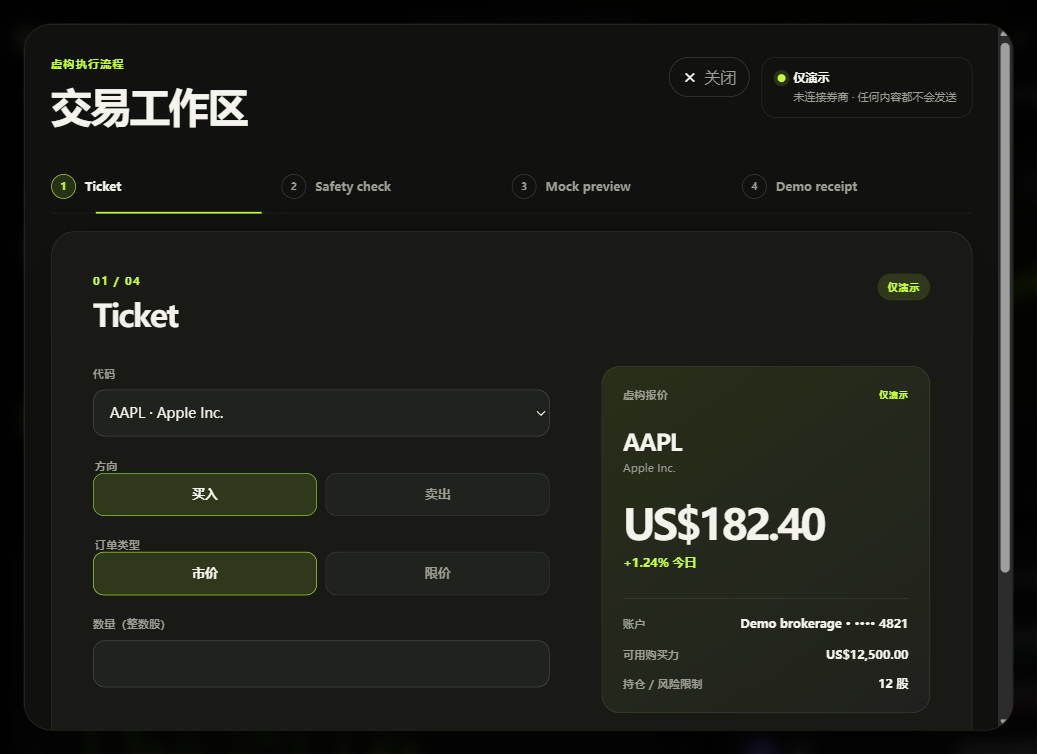 虚构执行流程
交易工作区
✕ 关闭
仅演示
未连接券商 · 任何内容都不会发送
1 Ticket
2 Safety check
3 Mock preview
4 Demo receipt
01 / 04
Ticket
仅演示
代码
AAPL · Apple Inc.
方向
买入
卖出
订单类型
市价
限价
数量（整数股）
虚构报价
仅演示
AAPL
Apple Inc.
US$182.40
+1.24% 今日
账户
Demo brokerage • •••• 4821
可用购买力
US$12,500.00
持仓 / 风险限制
12 股